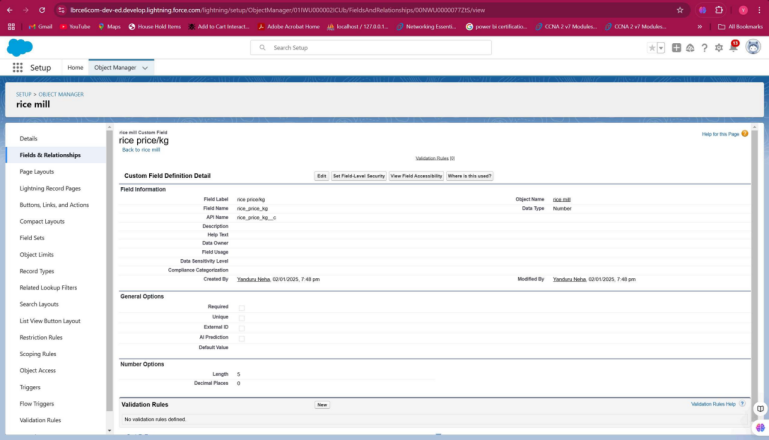 lbrce6com-dev-ed.develop.lightning.force.com/lightning/setup/ObjectManager/01IWU000002ICUb/FieldsAndRelationships/00NWU0000077ZIS/view
Gmail YouTube Maps House Hold Items Add to Cart Interact... Adobe Acrobat Home localhost / 127.0.0.1... Networking Essenti... power bi certificatio... CCNA 2 v7 Modules... CCNA 2 v7 Modules... » All Bookmarks
Search Setup
Setup Home Object Manager
SETUP > OBJECT MANAGER
rice mill
Details
Fields & Relationships
Page Layouts
Lightning Record Pages
Buttons, Links, and Actions
Compact Layouts
Field Sets
Object Limits
Record Types
Related Lookup Filters
Search Layouts
List View Button Layout
Restriction Rules
Scoping Rules
Object Access
Triggers
Flow Triggers
Validation Rules
rice mill Custom Field
rice price/kg
Back to rice mill
Help for this Page
Validation Rules [0]
Custom Field Definition Detail Edit Set Field-Level Security View Field Accessibility Where is this used?
Field Information
Field Label rice price/kg Object Name rice mill
Field Name rice_price_kg Data Type Number
API Name rice_price_kg__c
Description
Help Text
Data Owner
Field Usage
Data Sensitivity Level
Compliance Categorization
Created By Yanduru Neha, 02/01/2025, 7:48 pm Modified By Yanduru Neha, 02/01/2025, 7:48 pm
General Options
Required
Unique
External ID
AI Prediction
Default Value
Number Options
Length 5
Decimal Places 0
Validation Rules New Validation Rules Help ?
No validation rules defined.